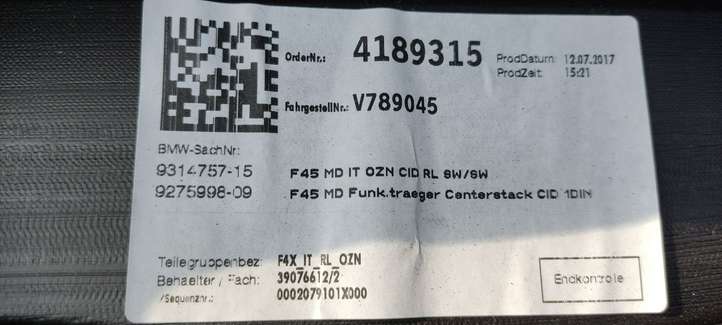 OrderNr.: 4189315 ProdDatum: 12.07.2017
ProdZeit: 15:21
FahrgestellNr.: V789045
BMW-SachNr:
9314757-15 F45 MD IT OZN CID RL SW/SW
9275998-09 F45 MD Funk.traeger Centerstack CID 1DIN
Teilegruppenbez: F4X_IT_RL_OZN
Behaelter / Fach: 39076612/2
/Sequenznr.: 0002079101X000
Endkontrolle